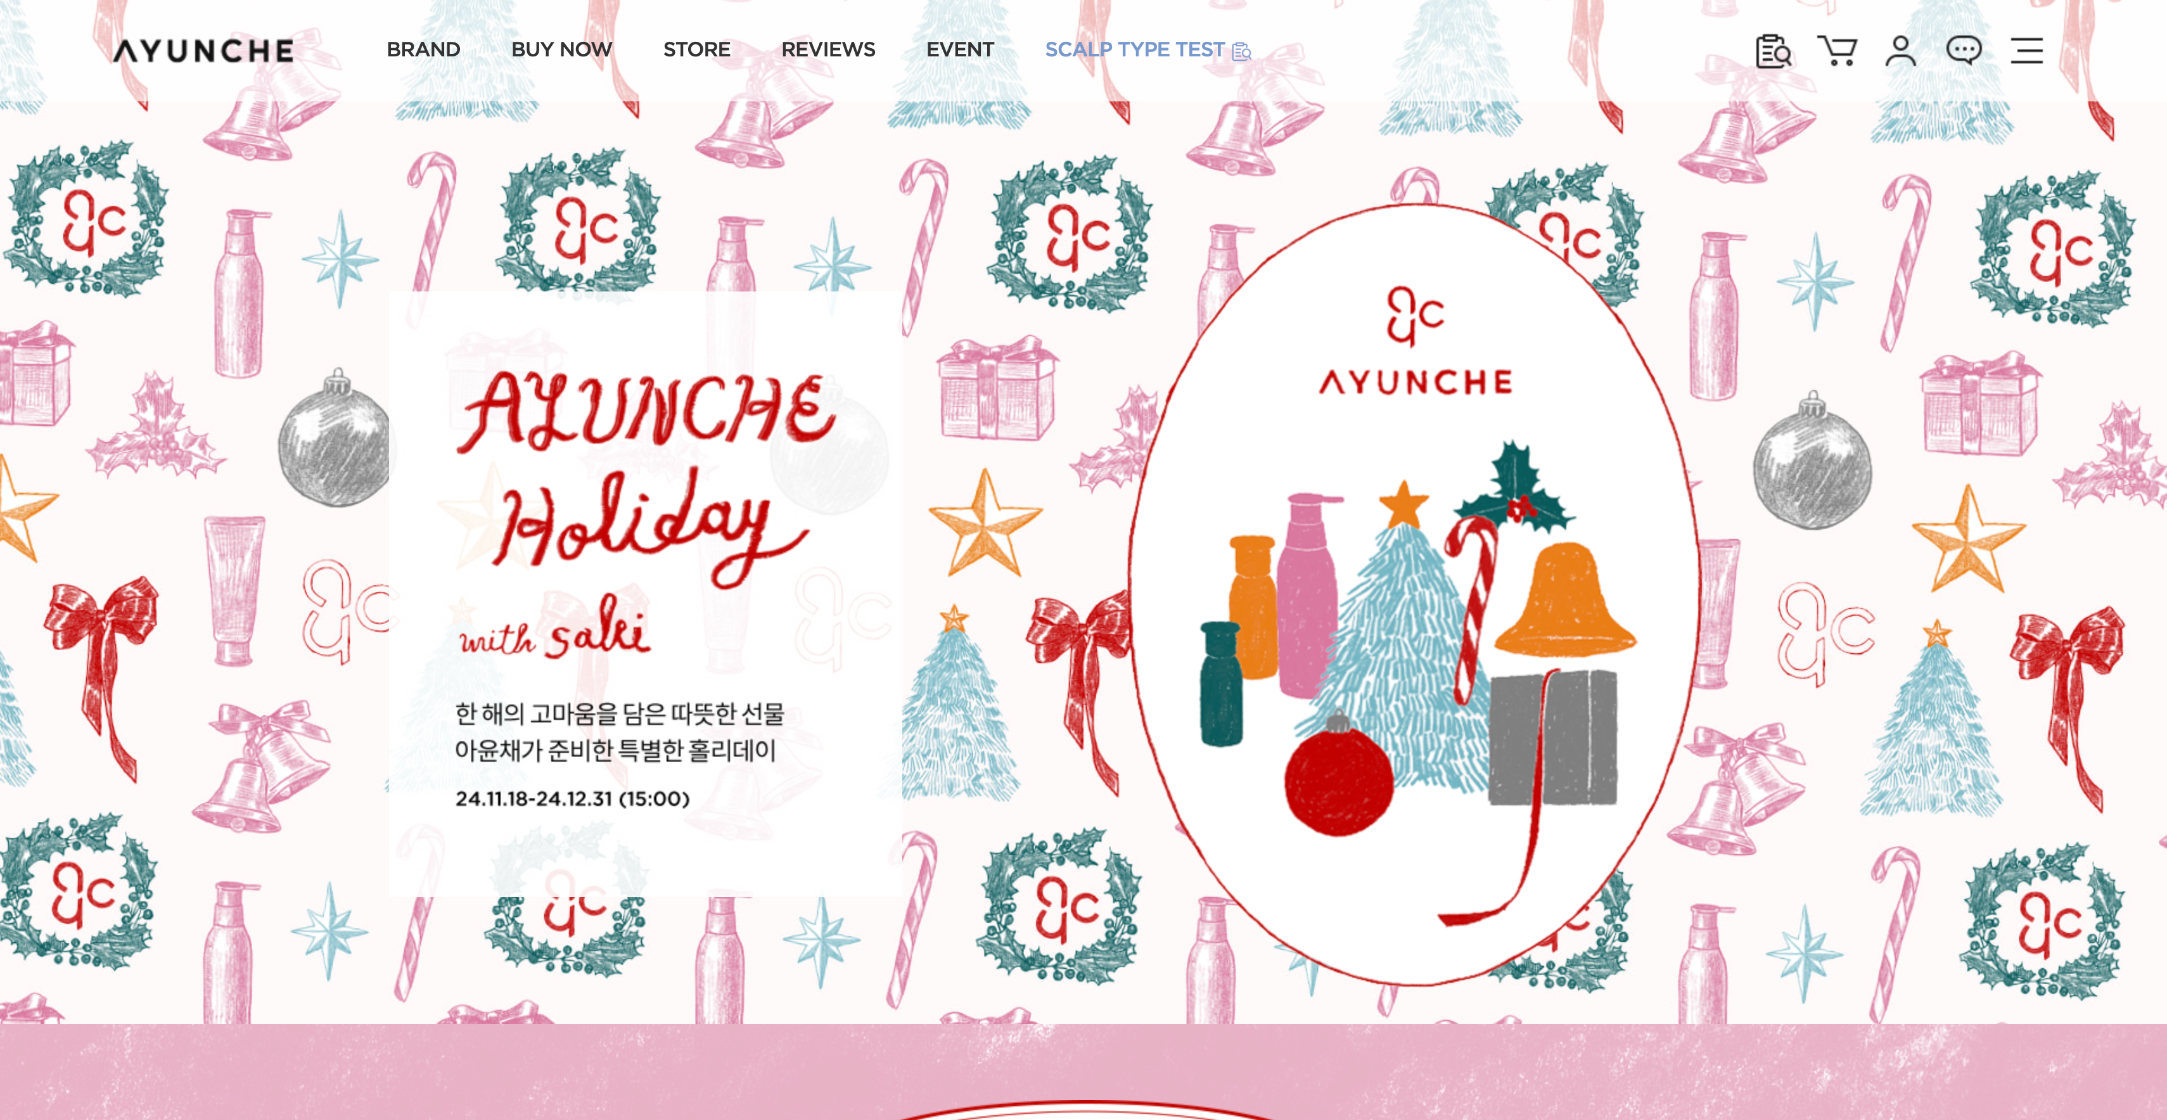 AYUNCHE
BRAND
BUY NOW
STORE
REVIEWS
EVENT
SCALP TYPE TEST
AYUNCHE
Holiday
with saki
한 해의 고마움을 담은 따뜻한 선물
아윤채가 준비한 특별한 홀리데이
24.11.18-24.12.31 (15:00)
AYUNCHE